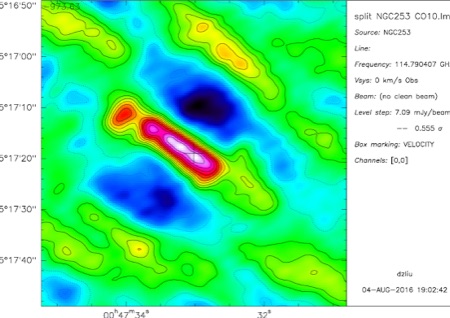 split NGC253 CO10.lm
Source: NGC253
Line:
Frequency: 114.790407 GH
Vsys: 0 km/s Obs
Beam: (no clean beam)
Level step: 7.09 mJy/beam
-- 0.555 σ
Box marking: VELOCITY
Channels: [0,0]
5°16'50"
5°17'00"
5°17'10"
5°17'20"
5°17'30"
5°17'40"
00ʰ47ᵐ34ˢ
32ˢ
dzliu
04-AUG-2016 19:02:42